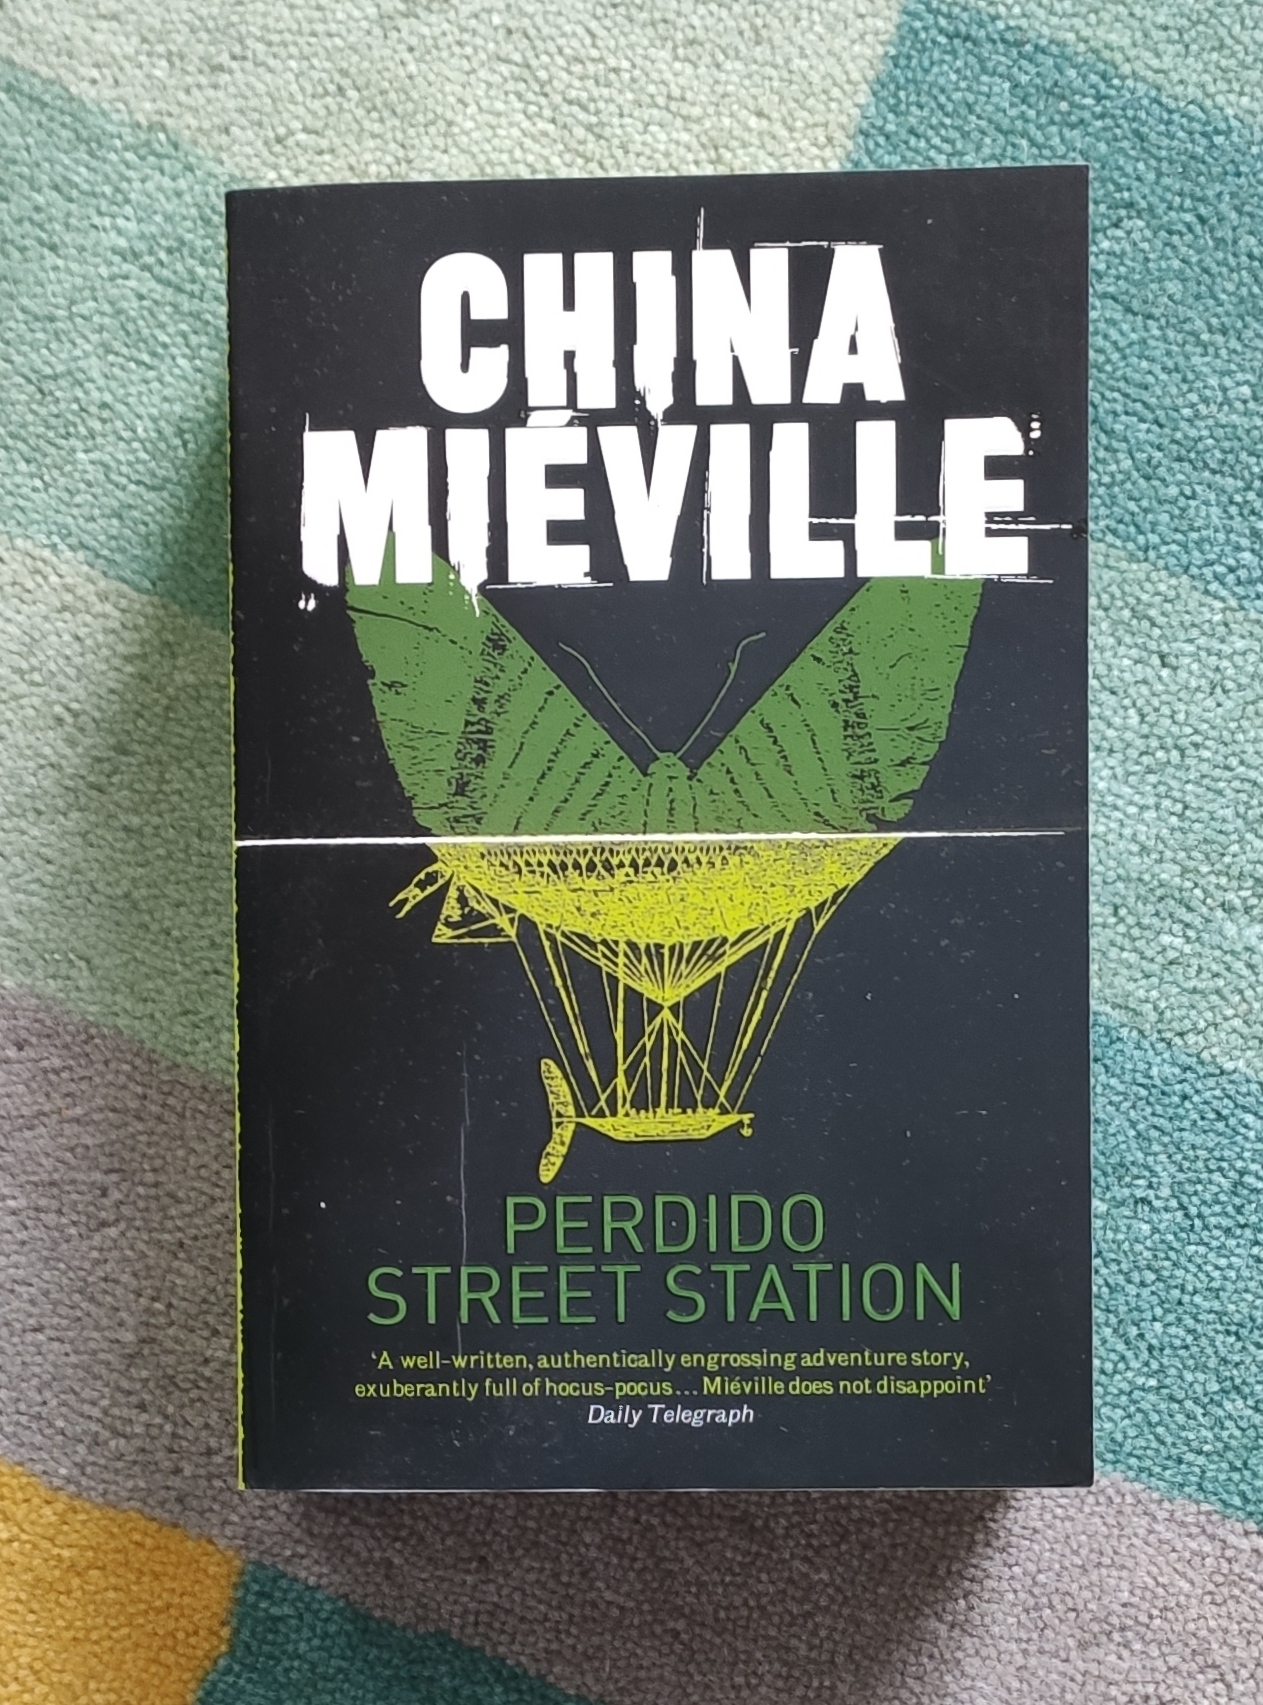 CHINA
MIÉVILLE
PERDIDO
STREET STATION
‘A well-written, authentically engrossing adventure story,
exuberantly full of hocus-pocus... Miéville does not disappoint’
Daily Telegraph